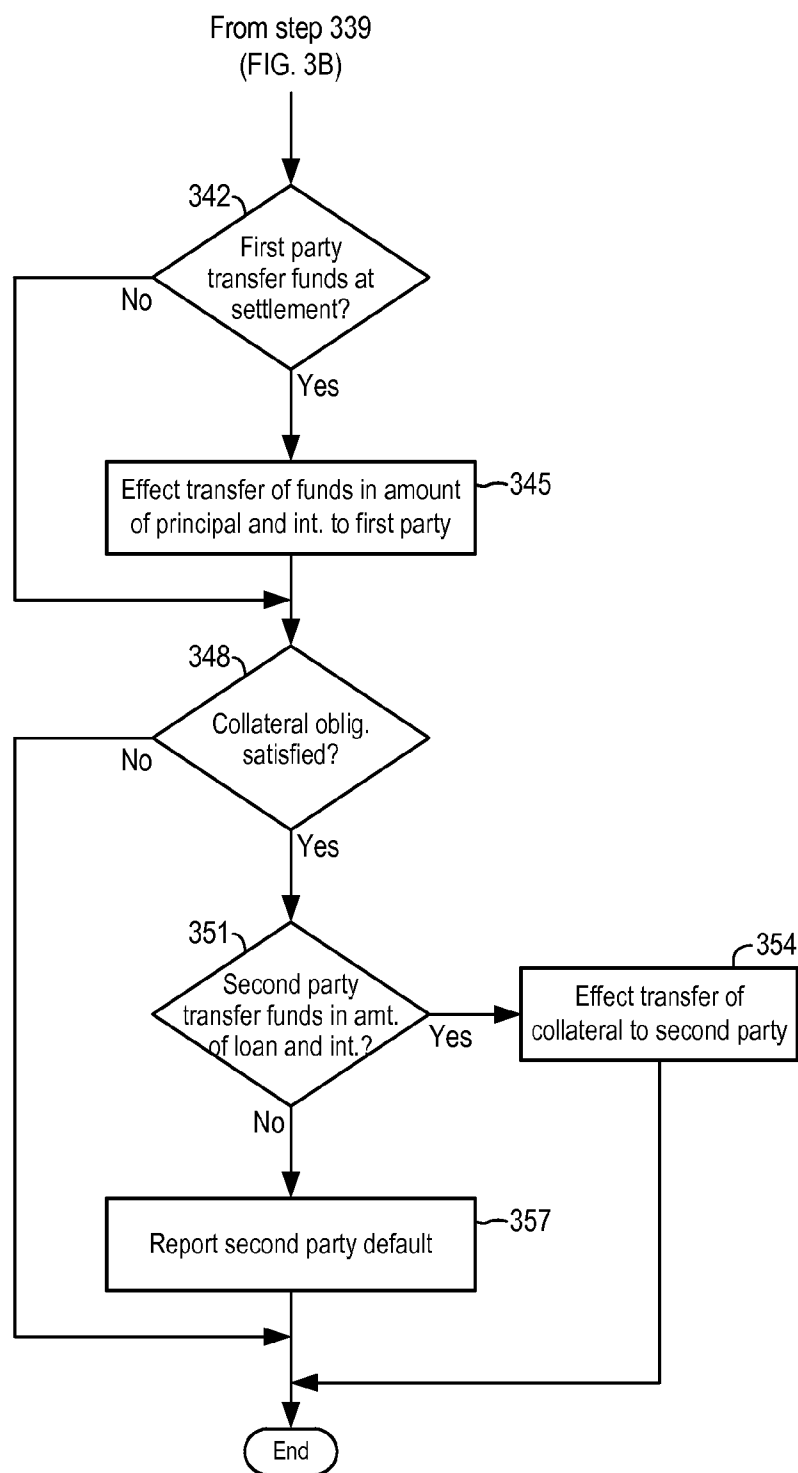 From step 339
(FIG. 3B)
342
First party
transfer funds at
settlement?
No
Yes
Effect transfer of funds in amount
of principal and int. to first party
345
348
Collateral oblig.
satisfied?
No
Yes
351
Second party
transfer funds in amt.
of loan and int.?
Yes
354
Effect transfer of
collateral to second party
No
Report second party default
357
End